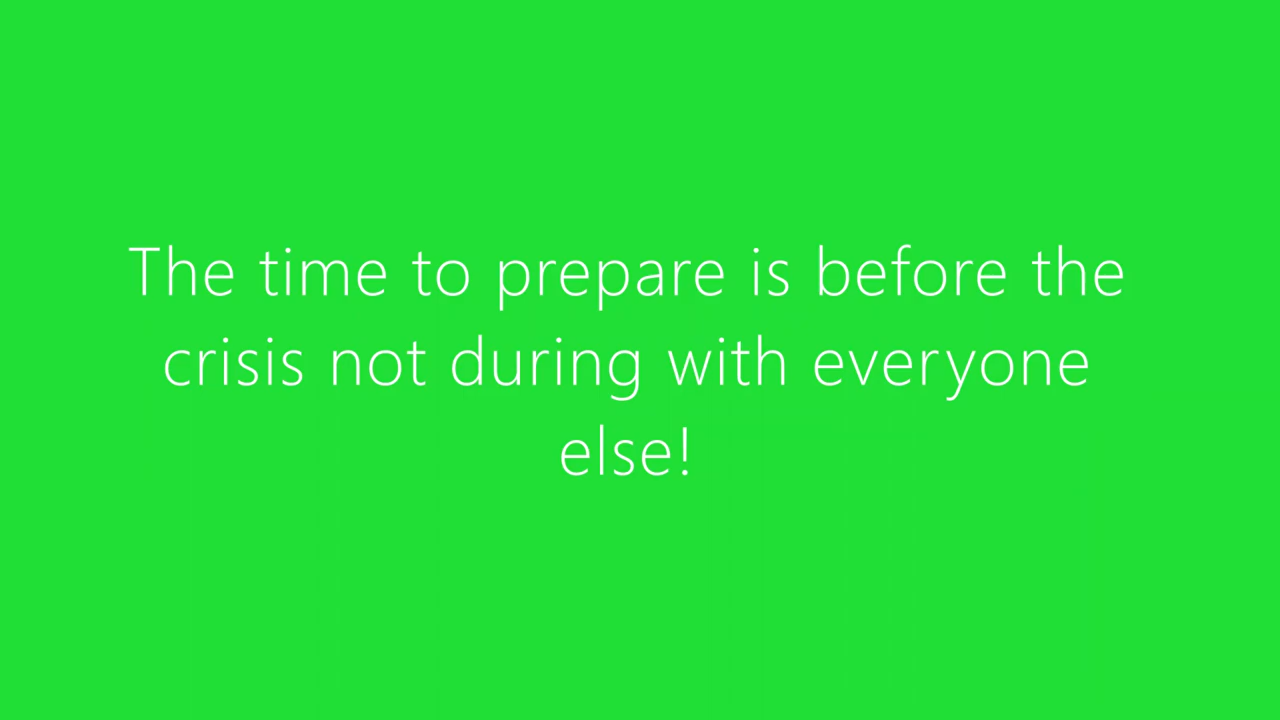 The time to prepare is before the
crisis not during with everyone
else!